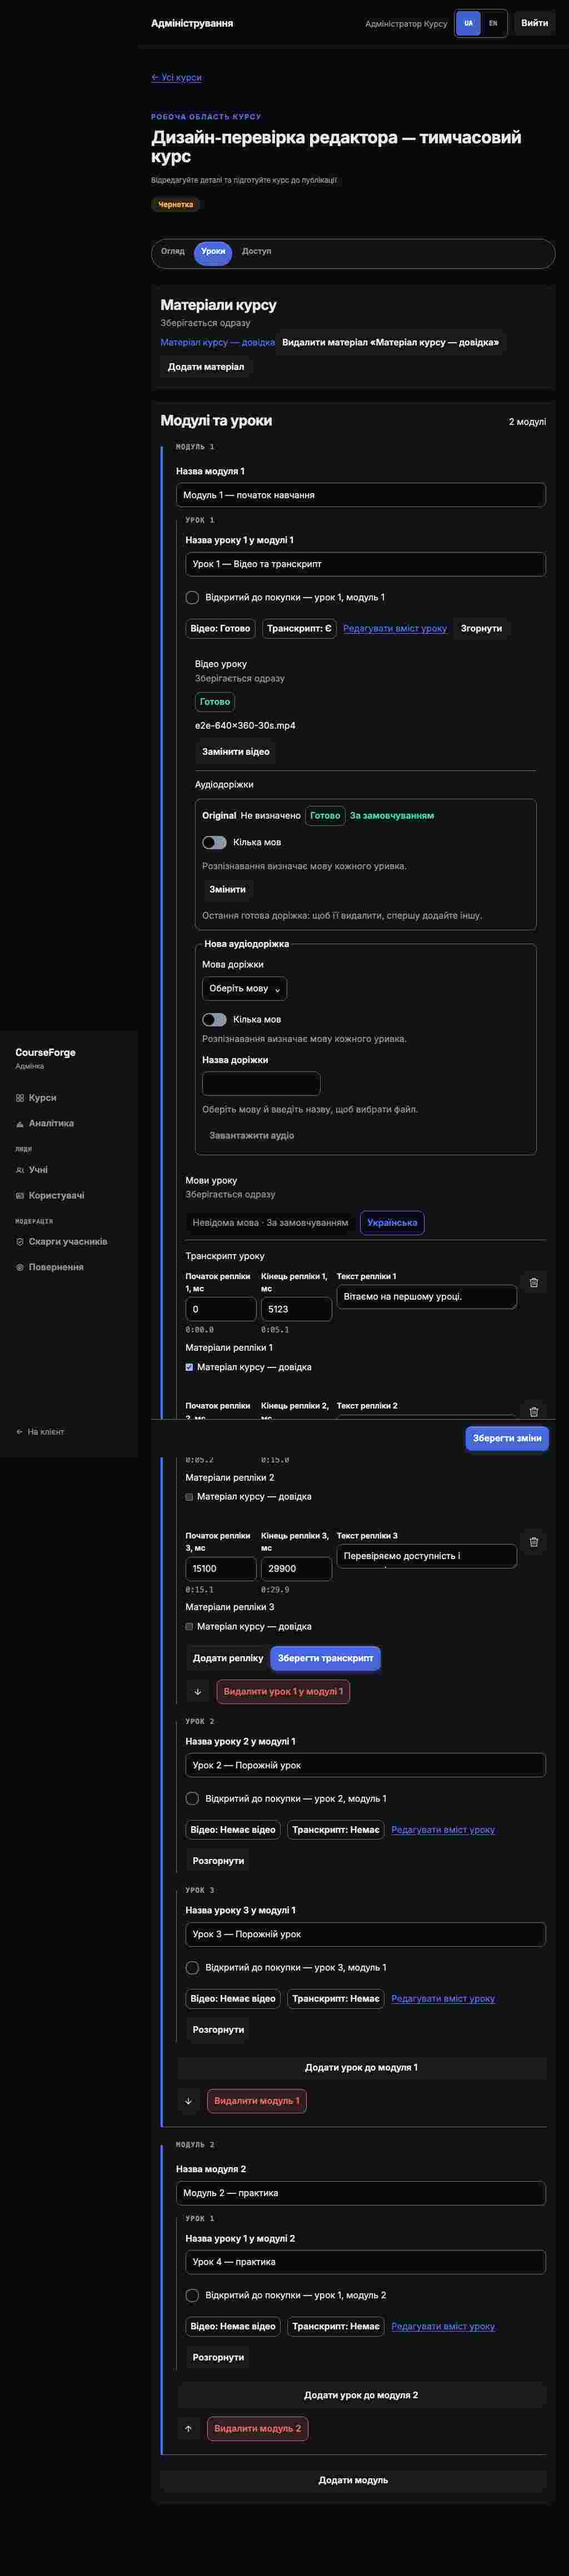 Адміністрування
Адміністратор Курсу
UA
EN
Вийти
← Усі курси
РОБОЧА ОБЛАСТЬ КУРСУ
Дизайн-перевірка редактора — тимчасовий
курс
Відредагуйте деталі та підготуйте курс до публікації.
Чернетка
Огляд
Уроки
Доступ
Матеріали курсу
Зберігається одразу
Матеріал курсу — довідка
Видалити матеріал «Матеріал курсу — довідка»
Додати матеріал
Модулі та уроки
2 модулі
МОДУЛЬ 1
Назва модуля 1
Модуль 1 — початок навчання
УРОК 1
Назва уроку 1 у модулі 1
Урок 1 — Відео та транскрипт
Відкритий до покупки — урок 1, модуль 1
Відео: Готово
Транскрипт: Є
Редагувати вміст уроку
Згорнути
Відео уроку
Зберігається одразу
Готово
e2e-640×360-30s.mp4
Замінити відео
Аудіодоріжки
Original Не визначено Готово За замовчуванням
Кілька мов
Розпізнавання визначає мову кожного уривка.
Змінити
Остання готова доріжка: щоб її видалити, спершу додайте іншу.
Нова аудіодоріжка
Мова доріжки
Оберіть мову
Кілька мов
Розпізнавання визначає мову кожного уривка.
Назва доріжки
Оберіть мову й введіть назву, щоб вибрати файл.
Завантажити аудіо
CourseForge
Адмінка
Курси
Аналітика
ЛЮДИ
Учні
Користувачі
МОДЕРАЦІЯ
Скарги учасників
Повернення
← На клієнт
Мови уроку
Зберігається одразу
Невідома мова · За замовчуванням
Українська
Транскрипт уроку
Початок репліки
1, мс
Кінець репліки 1,
мс
Текст репліки 1
0
5123
Вітаємо на першому уроці.
0:00.0
0:05.1
Матеріали репліки 1
Матеріал курсу — довідка
Початок репліки
2, мс
Кінець репліки 2,
мс
Текст репліки 2
Зберегти зміни
0:05.2
0:15.0
Матеріали репліки 2
Матеріал курсу — довідка
Початок репліки
3, мс
Кінець репліки 3,
мс
Текст репліки 3
15100
29900
Перевіряємо доступність і
0:15.1
0:29.9
Матеріали репліки 3
Матеріал курсу — довідка
Додати репліку
Зберегти транскрипт
↓
Видалити урок 1 у модулі 1
УРОК 2
Назва уроку 2 у модулі 1
Урок 2 — Порожній урок
Відкритий до покупки — урок 2, модуль 1
Відео: Немає відео
Транскрипт: Немає
Редагувати вміст уроку
Розгорнути
УРОК 3
Назва уроку 3 у модулі 1
Урок 3 — Порожній урок
Відкритий до покупки — урок 3, модуль 1
Відео: Немає відео
Транскрипт: Немає
Редагувати вміст уроку
Розгорнути
Додати урок до модуля 1
↓
Видалити модуль 1
МОДУЛЬ 2
Назва модуля 2
Модуль 2 — практика
УРОК 1
Назва уроку 1 у модулі 2
Урок 4 — практика
Відкритий до покупки — урок 1, модуль 2
Відео: Немає відео
Транскрипт: Немає
Редагувати вміст уроку
Розгорнути
Додати урок до модуля 2
↑
Видалити модуль 2
Додати модуль